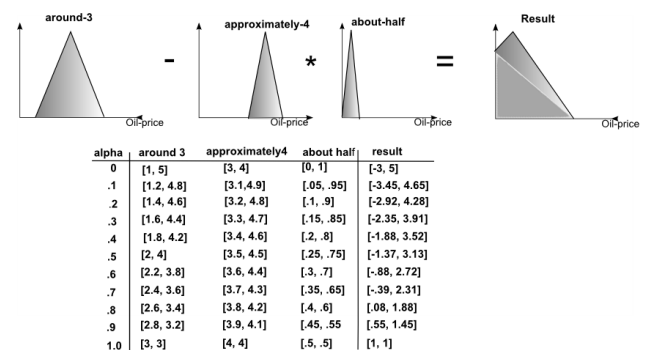 around-3
approximately-4
about-half
Result
-
*
=
Oil-price
Oil-price
Oil-price
Oil-price
alpha around 3 approximately4 about half result
0 [1, 5] [3, 4] [0, 1] [-3, 5]
.1 [1.2, 4.8] [3.1,4.9] [.05, .95] [-3.45, 4.65]
.2 [1.4, 4.6] [3.2, 4.8] [.1, .9] [-2.92, 4.28]
.3 [1.6, 4.4] [3.3, 4.7] [.15, .85] [-2.35, 3.91]
.4 [1.8, 4.2] [3.4, 4.6] [.2, .8] [-1.88, 3.52]
.5 [2, 4] [3.5, 4.5] [.25, .75] [-1.37, 3.13]
.6 [2.2, 3.8] [3.6, 4.4] [.3, .7] [-.88, 2.72]
.7 [2.4, 3.6] [3.7, 4.3] [.35, .65] [-.39, 2.31]
.8 [2.6, 3.4] [3.8, 4.2] [.4, .6] [.08, 1.88]
.9 [2.8, 3.2] [3.9, 4.1] [.45, .55 [.55, 1.45]
1.0 [3, 3] [4, 4] [.5, .5] [1, 1]